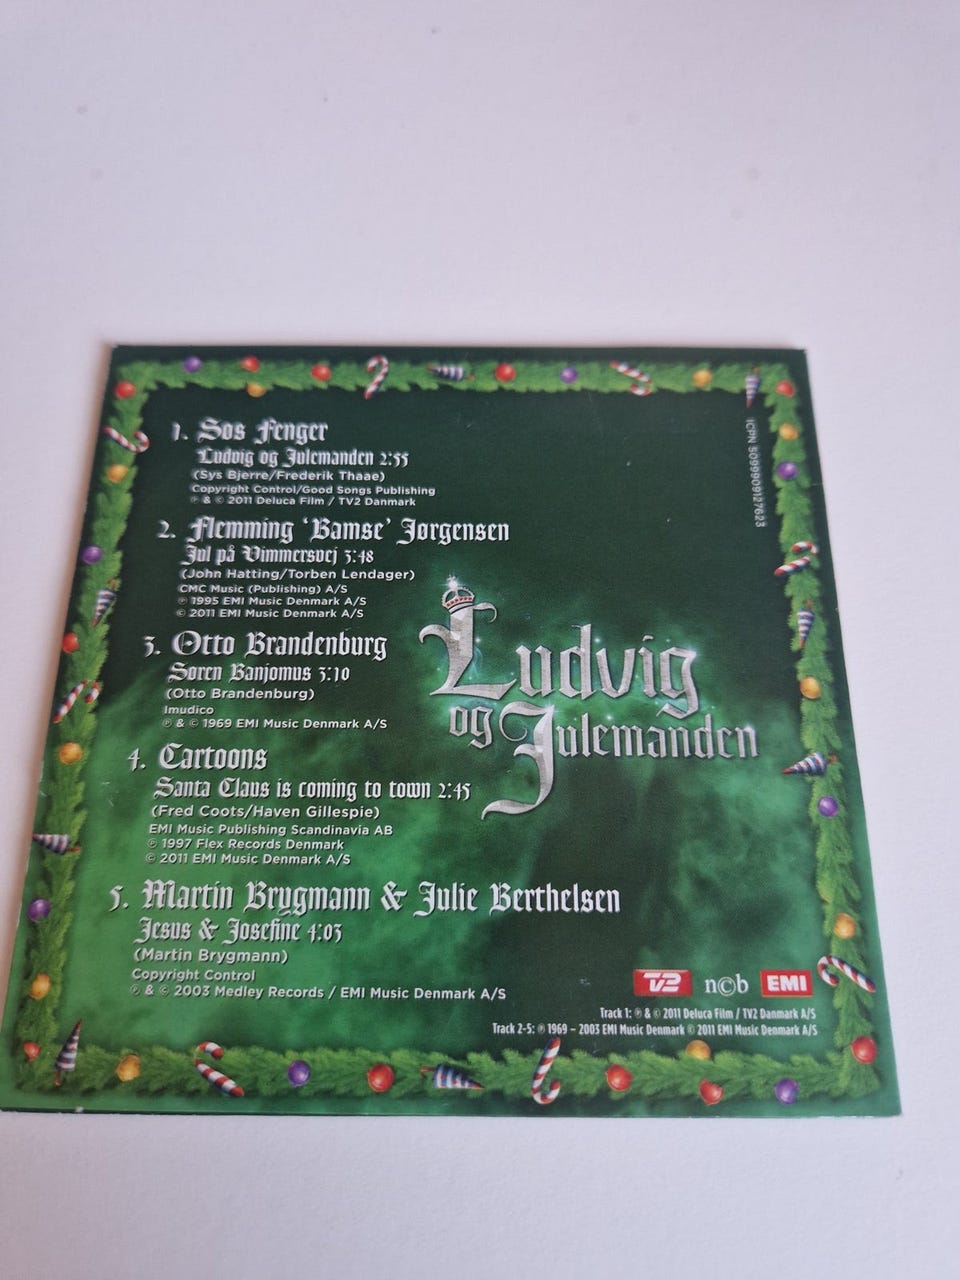 1. Sos Fenger
Ludvig og Julemanden 2:55
(Sys Bjerre/Frederik Thaae)
Copyright Control/Good Songs Publishing
℗ & © 2011 Deluca Film / TV2 Danmark
2. Flemming 'Bamse' Jørgensen
Jul på Vimmersvej 3:48
(John Hatting/Torben Lendager)
CMC Music (Publishing) A/S
℗ 1995 EMI Music Denmark A/S
© 2011 EMI Music Denmark A/S
3. Otto Brandenburg
Søren Banjomus 3:10
(Otto Brandenburg)
Imudico
℗ & © 1969 EMI Music Denmark A/S
4. Cartoons
Santa Claus is coming to town 2:45
(Fred Coots/Haven Gillespie)
EMI Music Publishing Scandinavia AB
℗ 1997 Flex Records Denmark
© 2011 EMI Music Denmark A/S
5. Martin Brygmann & Julie Berthelsen
Jesus & Josefine 4:03
(Martin Brygmann)
Copyright Control
℗ & © 2003 Medley Records / EMI Music Denmark A/S
Ludvig
og Julemanden
ICPN 5099909127623
TV2 n©b EMI
Track 1: ℗ & © 2011 Deluca Film / TV2 Danmark A/S
Track 2-5: ℗ 1969 – 2003 EMI Music Denmark © 2011 EMI Music Danmark A/S